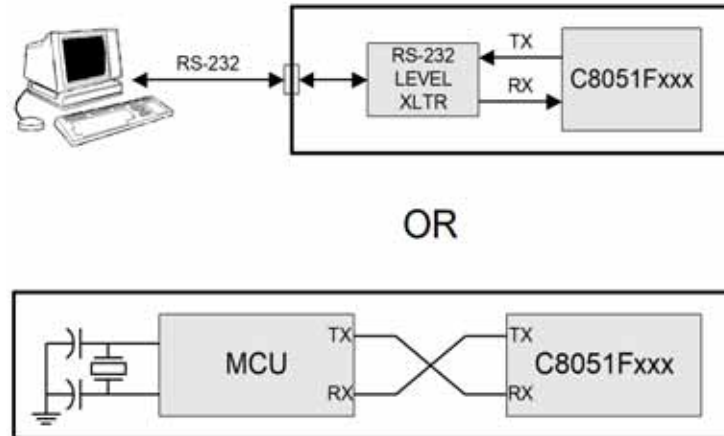 RS-232
RS-232
LEVEL
XLTR
TX
RX
C8051Fxxx
OR
MCU
TX
RX
TX
RX
C8051Fxxx